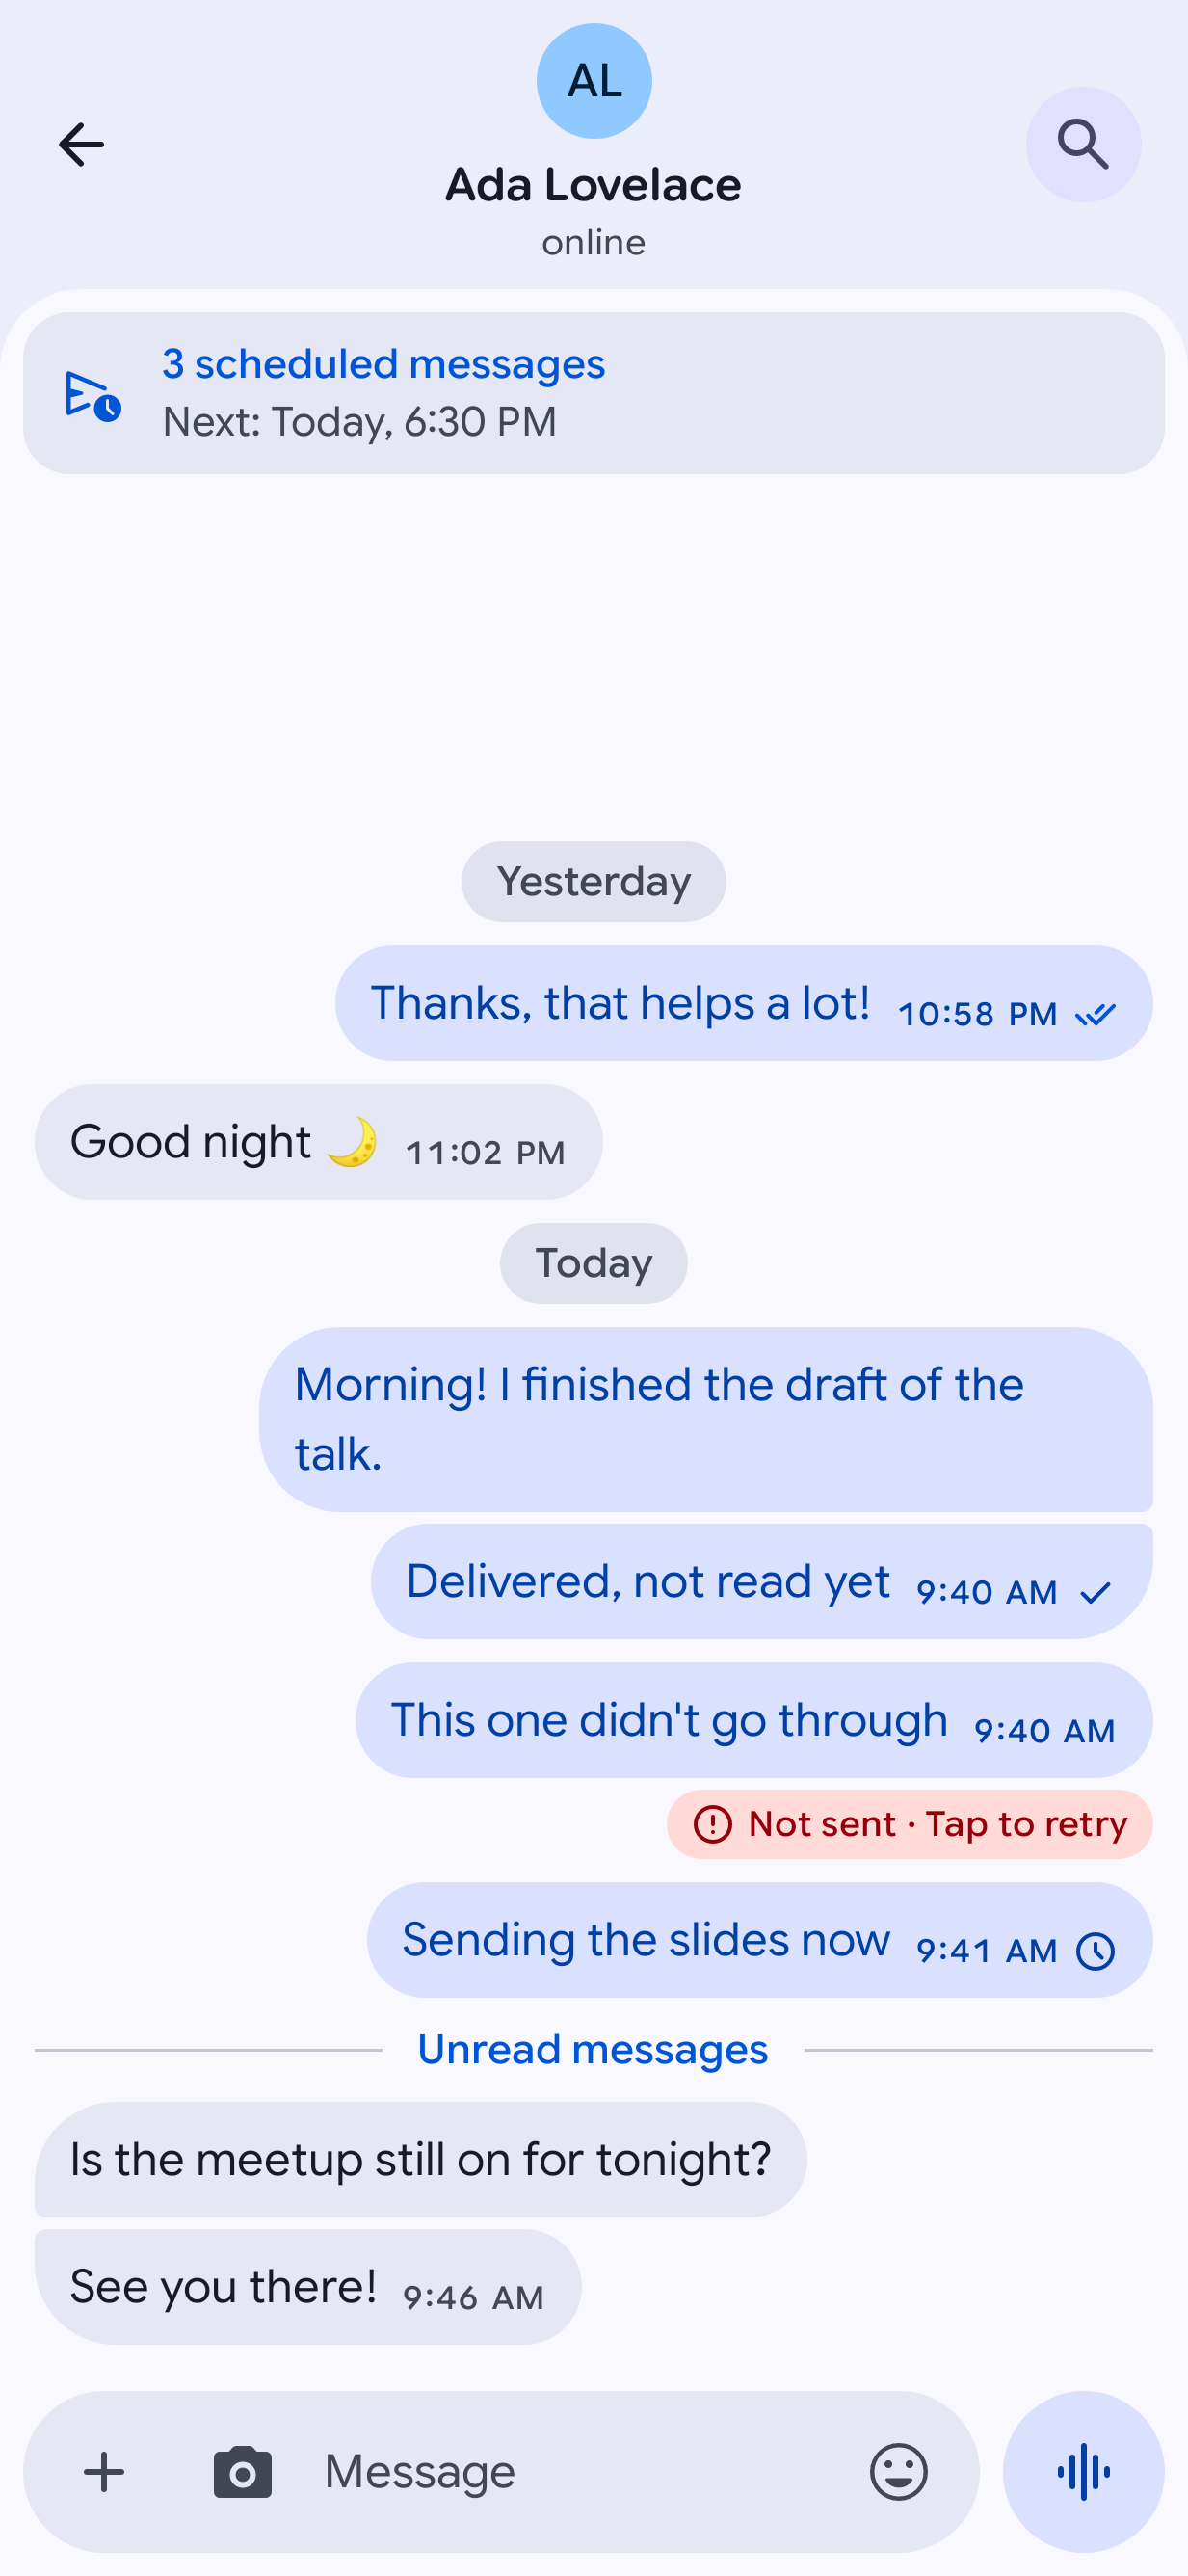 AL
Ada Lovelace
online
3 scheduled messages
Next: Today, 6:30 PM
Yesterday
Thanks, that helps a lot! 10:58 PM
Good night 🌙 11:02 PM
Today
Morning! I finished the draft of the
talk.
Delivered, not read yet 9:40 AM
This one didn't go through 9:40 AM
Not sent · Tap to retry
Sending the slides now 9:41 AM
Unread messages
Is the meetup still on for tonight?
See you there! 9:46 AM
Message